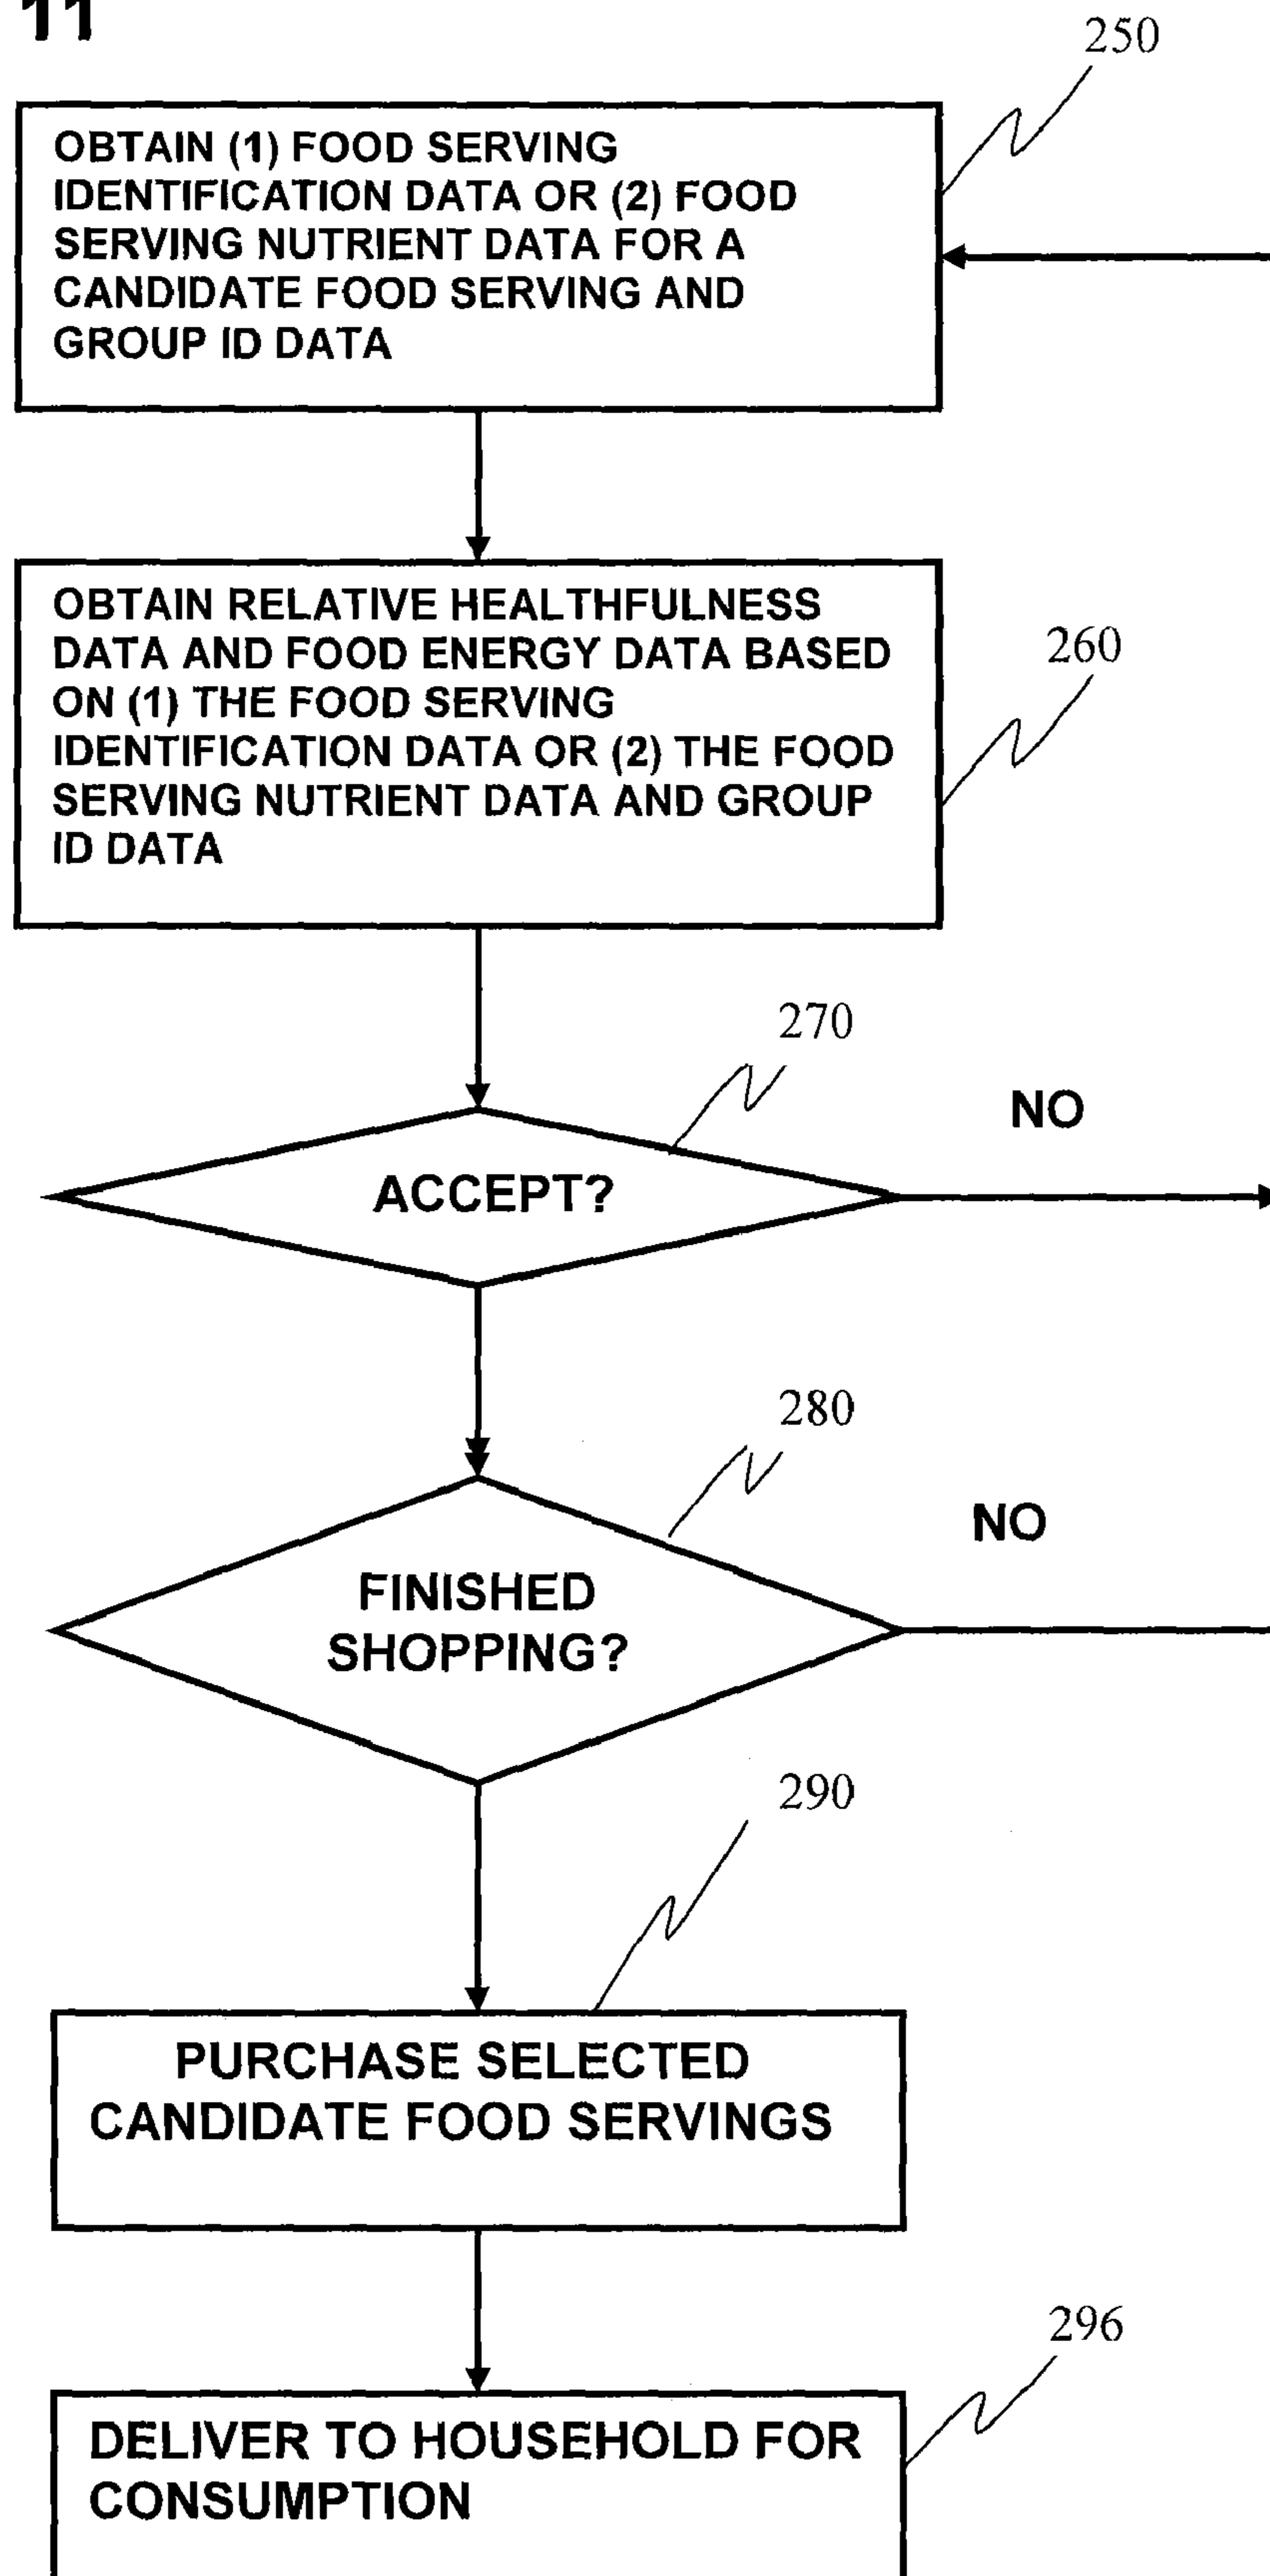 11
250
OBTAIN (1) FOOD SERVING
IDENTIFICATION DATA OR (2) FOOD
SERVING NUTRIENT DATA FOR A
CANDIDATE FOOD SERVING AND
GROUP ID DATA
OBTAIN RELATIVE HEALTHFULNESS
DATA AND FOOD ENERGY DATA BASED
ON (1) THE FOOD SERVING
IDENTIFICATION DATA OR (2) THE FOOD
SERVING NUTRIENT DATA AND GROUP
ID DATA
260
270
NO
ACCEPT?
280
NO
FINISHED
SHOPPING?
290
PURCHASE SELECTED
CANDIDATE FOOD SERVINGS
296
DELIVER TO HOUSEHOLD FOR
CONSUMPTION